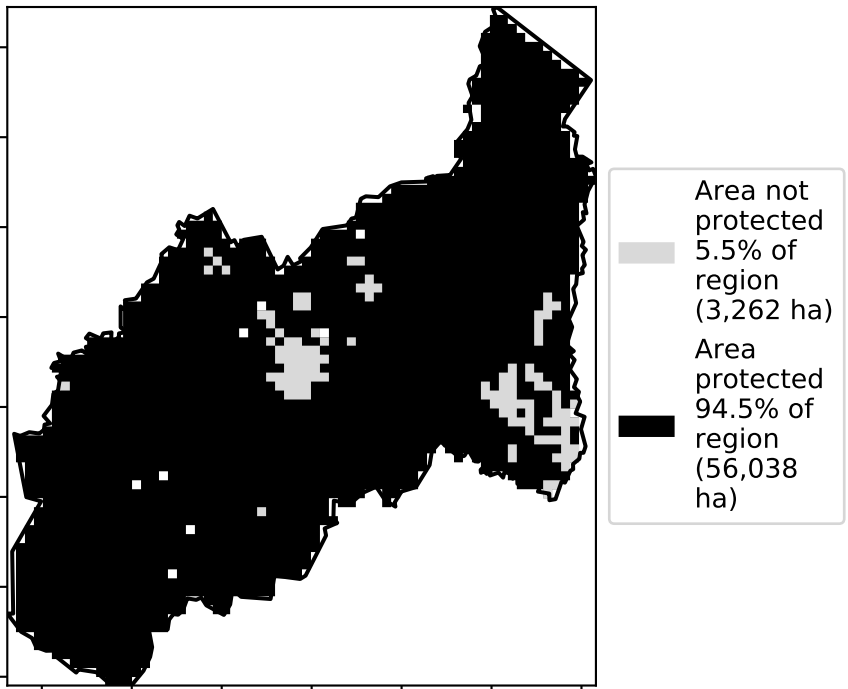 Area not
protected
5.5% of
region
(3,262 ha)
Area
protected
94.5% of
region
(56,038
ha)